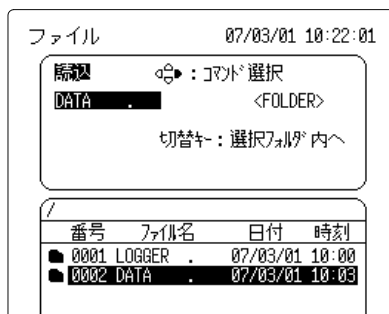 ファイル 07/03/01 10:22:01
読込 :ｺﾏﾝﾄﾞ選択
DATA . <FOLDER>
切替ｷｰ:選択ﾌｫﾙﾀﾞ内へ
/
番号 ﾌｧｲﾙ名 日付 時刻
0001 LOGGER . 07/03/01 10:00
0002 DATA . 07/03/01 10:03